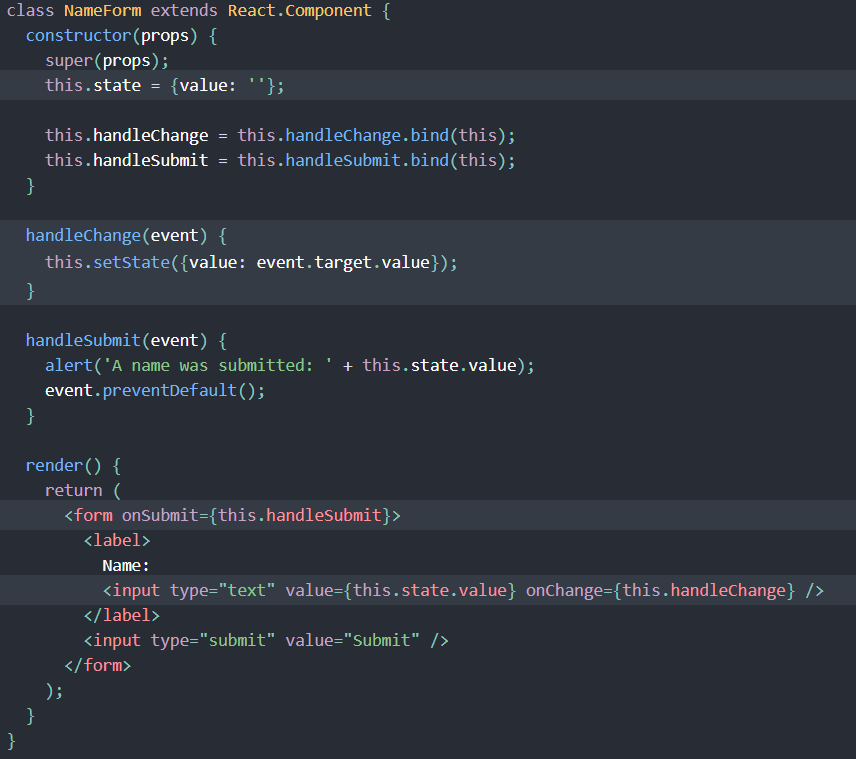 class NameForm extends React.Component {
  constructor(props) {
    super(props);
    this.state = {value: ''};

    this.handleChange = this.handleChange.bind(this);
    this.handleSubmit = this.handleSubmit.bind(this);
  }

  handleChange(event) {
    this.setState({value: event.target.value});
  }

  handleSubmit(event) {
    alert('A name was submitted: ' + this.state.value);
    event.preventDefault();
  }

  render() {
    return (
      <form onSubmit={this.handleSubmit}>
        <label>
          Name:
          <input type="text" value={this.state.value} onChange={this.handleChange} />
        </label>
        <input type="submit" value="Submit" />
      </form>
    );
  }
}